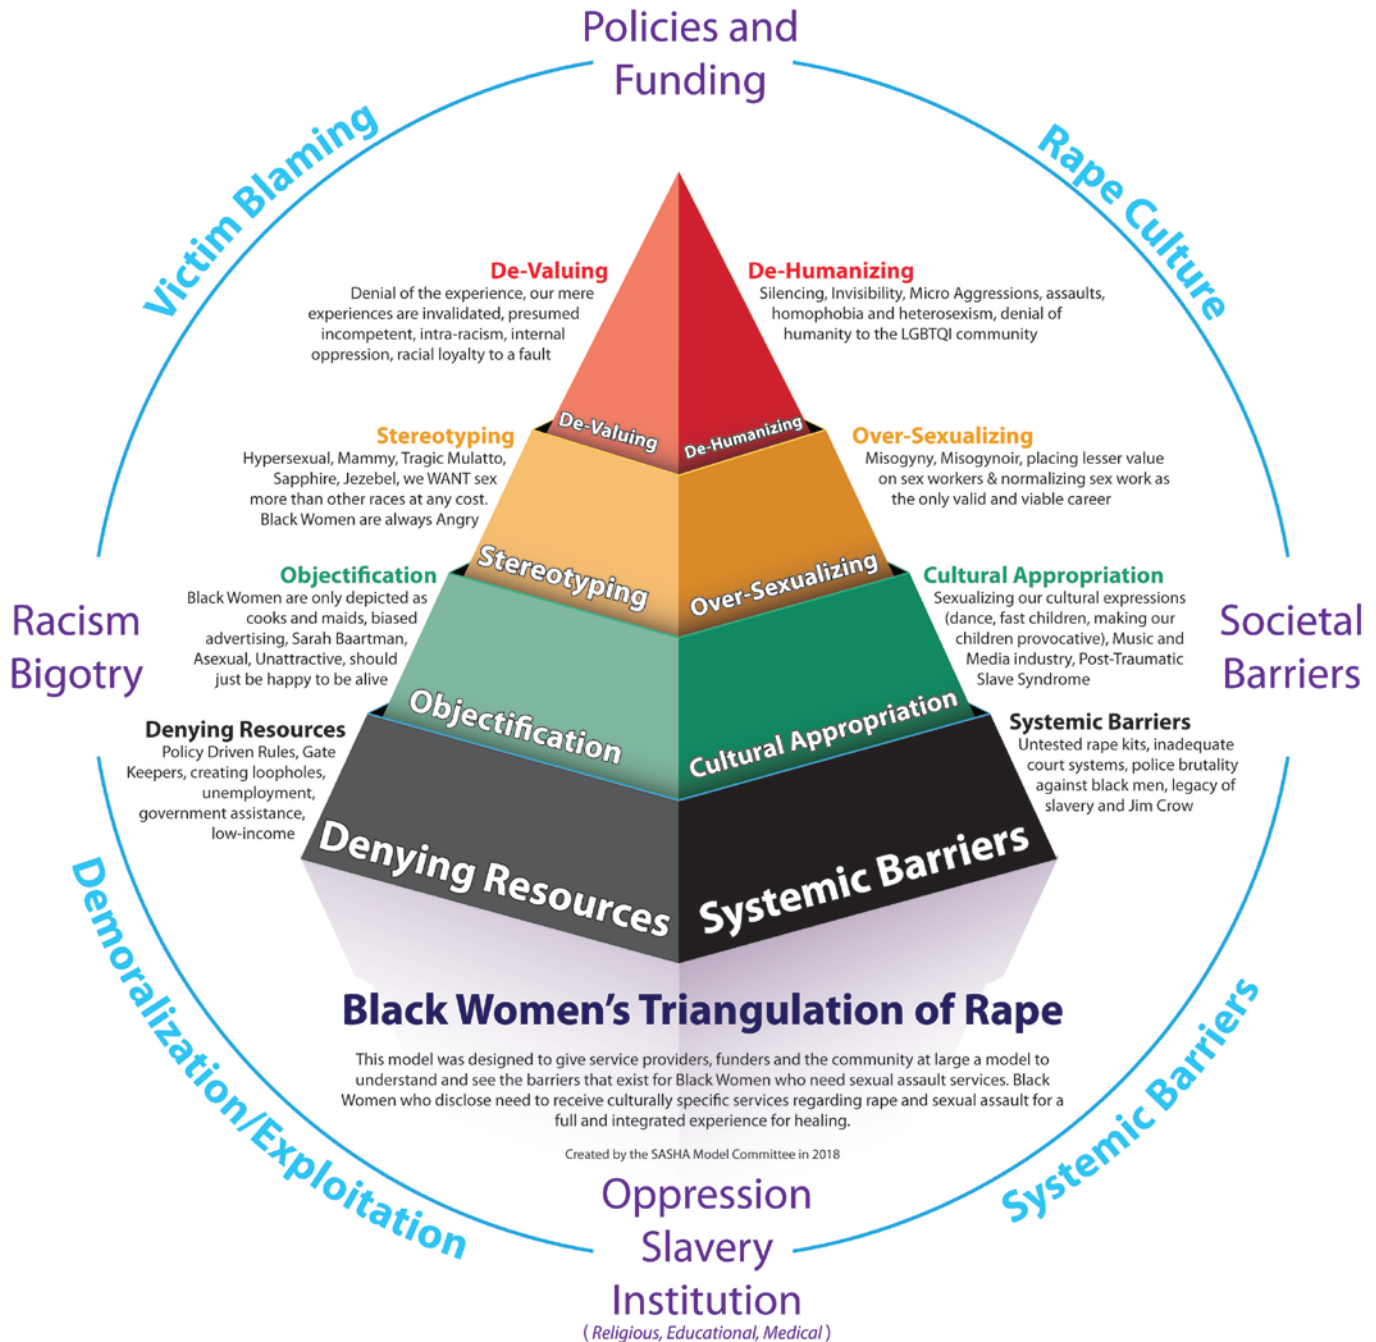 Policies and
Funding
Victim Blaming
Rape Culture
De-Valuing
Denial of the experience, our mere
experiences are invalidated, presumed
incompetent, intra-racism, internal
oppression, racial loyalty to a fault
De-Humanizing
Silencing, Invisibility, Micro Aggressions, assaults,
homophobia and heterosexism, denial of
humanity to the LGBTQI community
De-Valuing
De-Humanizing
Stereotyping
Hypersexual, Mammy, Tragic Mulatto,
Sapphire, Jezebel, we WANT sex
more than other races at any cost.
Black Women are always Angry
Over-Sexualizing
Misogyny, Misogynoir, placing lesser value
on sex workers & normalizing sex work as
the only valid and viable career
Stereotyping
Over-Sexualizing
Objectification
Black Women are only depicted as
cooks and maids, biased
advertising, Sarah Baartman,
Asexual, Unattractive, should
just be happy to be alive
Cultural Appropriation
Sexualizing our cultural expressions
(dance, fast children, making our
children provocative), Music and
Media industry, Post-Traumatic
Slave Syndrome
Racism
Bigotry
Societal
Barriers
Objectification
Cultural Appropriation
Denying Resources
Policy Driven Rules, Gate
Keepers, creating loopholes,
unemployment,
government assistance,
low-income
Systemic Barriers
Untested rape kits, inadequate
court systems, police brutality
against black men, legacy of
slavery and Jim Crow
Denying Resources
Systemic Barriers
Demoralization/Exploitation
Systemic Barriers
Black Women's Triangulation of Rape
This model was designed to give service providers, funders and the community at large a model to
understand and see the barriers that exist for Black Women who need sexual assault services. Black
Women who disclose need to receive culturally specific services regarding rape and sexual assault for a
full and integrated experience for healing.
Created by the SASHA Model Committee in 2018
Oppression
Slavery
Institution
( Religious, Educational, Medical )